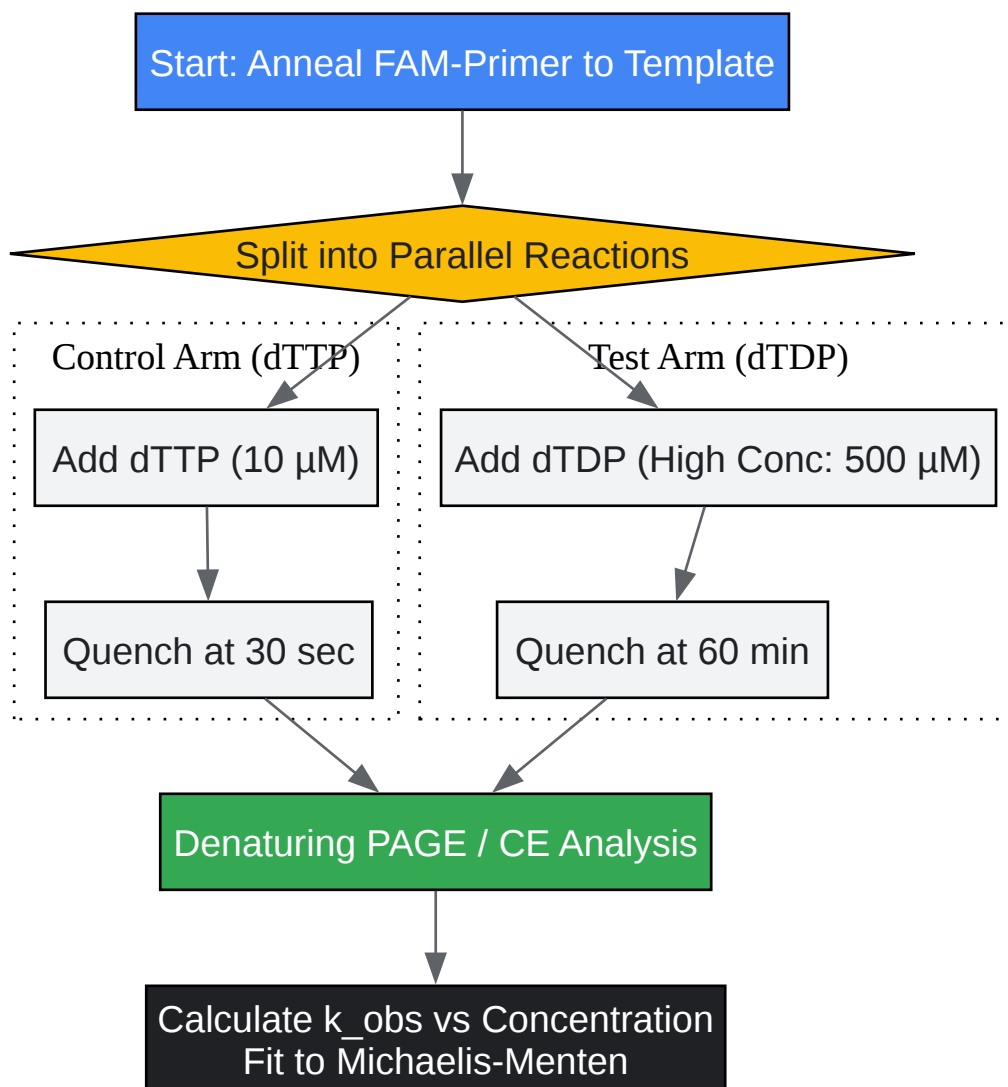 Start: Anneal FAM-Primer to Template
Split into Parallel Reactions
Control Arm (dTTP)
Test Arm (dTDP)
Add dTTP (10 µM)
Add dTDP (High Conc: 500 µM)
Quench at 30 sec
Quench at 60 min
Denaturing PAGE / CE Analysis
Calculate k_obs vs Concentration
Fit to Michaelis-Menten